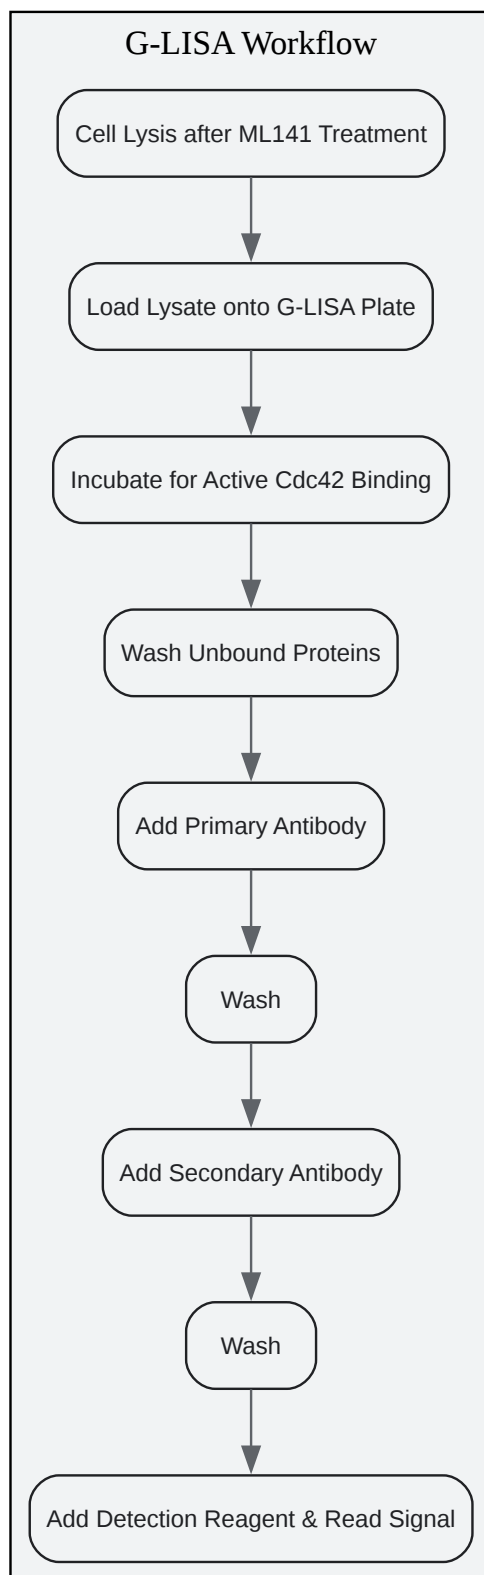 G-LISA Workflow
Cell Lysis after ML141 Treatment
Load Lysate onto G-LISA Plate
Incubate for Active Cdc42 Binding
Wash Unbound Proteins
Add Primary Antibody
Wash
Add Secondary Antibody
Wash
Add Detection Reagent & Read Signal